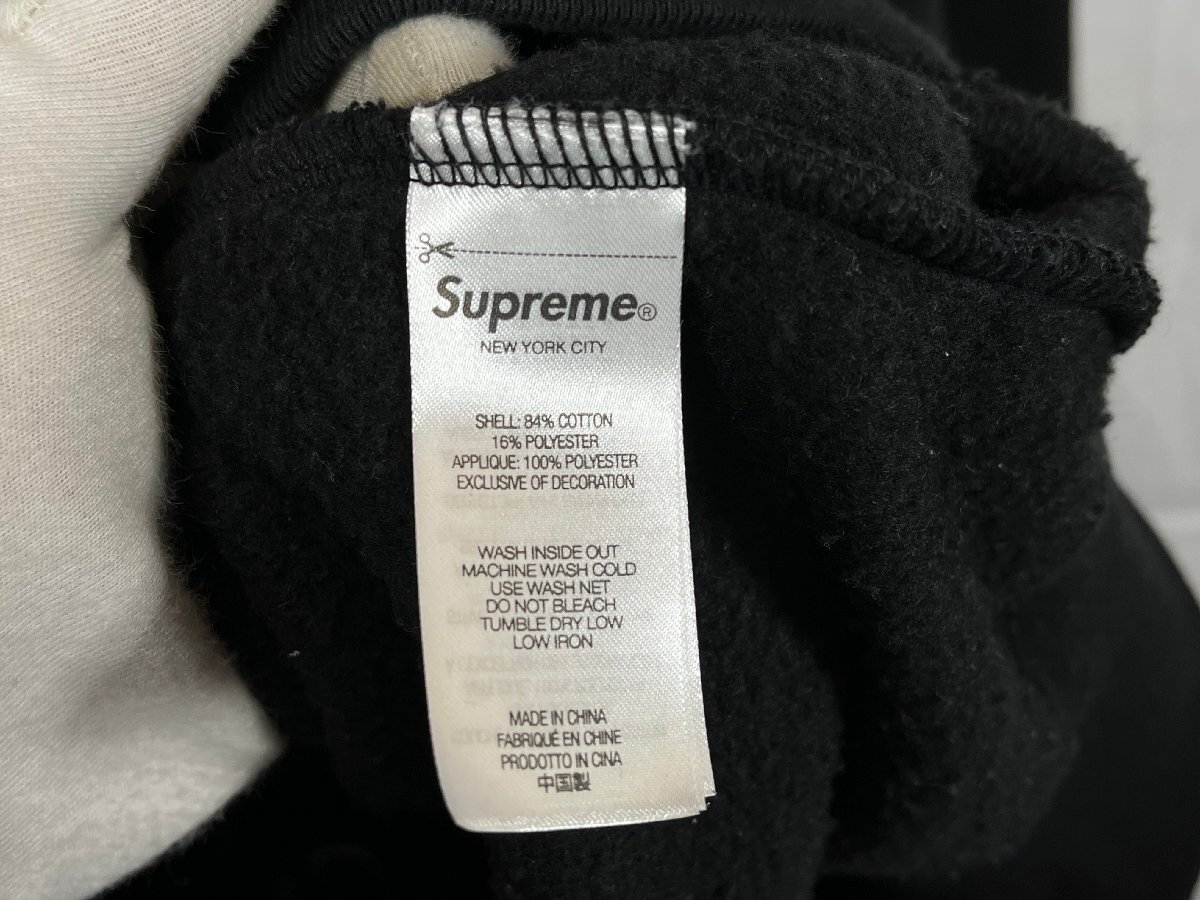 Supreme®
NEW YORK CITY
SHELL: 84% COTTON
16% POLYESTER
APPLIQUE: 100% POLYESTER
EXCLUSIVE OF DECORATION
WASH INSIDE OUT
MACHINE WASH COLD
USE WASH NET
DO NOT BLEACH
TUMBLE DRY LOW
LOW IRON
MADE IN CHINA
FABRIQUÉ EN CHINE
PRODOTTO IN CINA
中国製